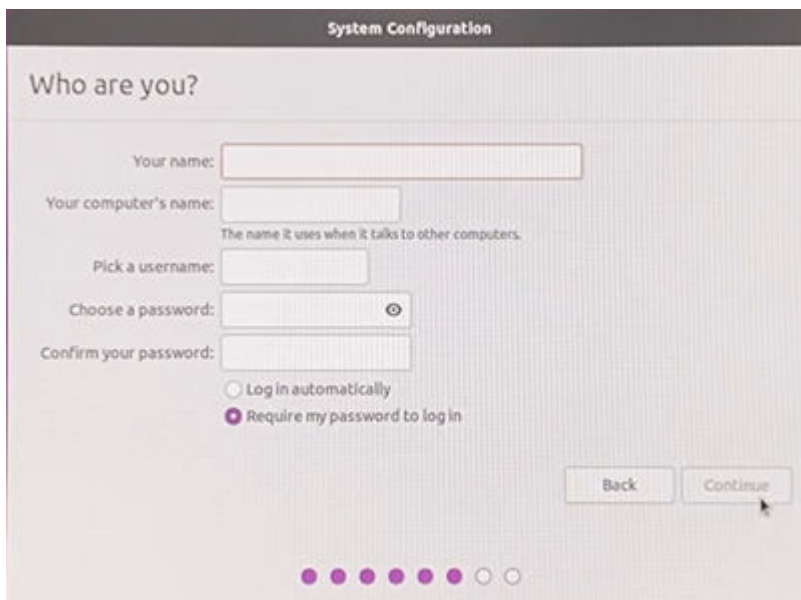 System Configuration
Who are you?
Your name:
Your computer's name:
The name it uses when it talks to other computers.
Pick a username:
Choose a password:
Confirm your password:
Log in automatically
Require my password to log in
Back Continue